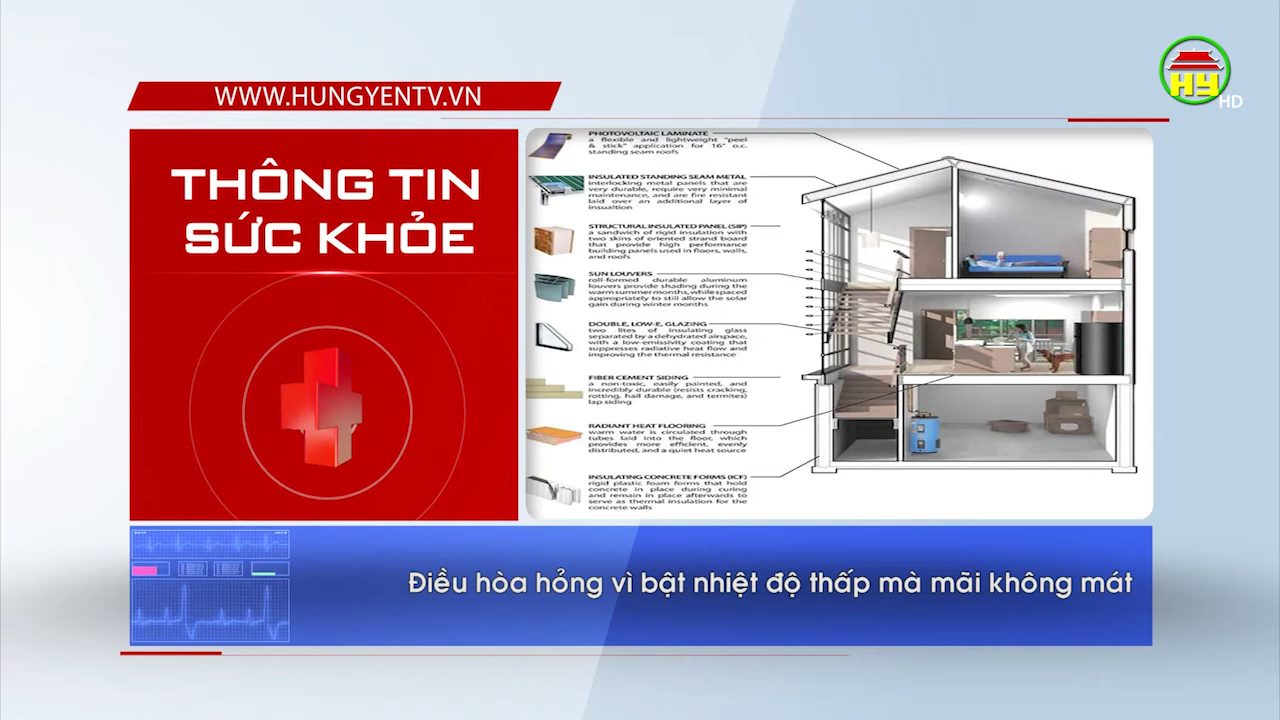 WWW.HUNGYENTV.VN
HY
HD
THÔNG TIN
SỨC KHỎE
PHOTOVOLTAIC LAMINATE
a flexible and lightweight "peel
& stick" application for 16" o.c.
standing seam roofs
INSULATED STANDING SEAM METAL
interlocking metal panels that are
very durable, require very minimal
maintenance, and are fire resistant
laid over an additional layer of
insualtion
STRUCTURAL INSULATED PANEL (SIP)
a sandwich of rigid insulation with
two skins of oriented strand board
that provide high performance
building panels used in floors, walls,
and roofs
SUN LOUVERS
roll-formed durable aluminum
louvers provide shading during the
warm summer months, while spaced
appropriately to still allow the solar
gain during winter months
DOUBLE, LOW-E, GLAZING
two lites of insulating glass
separated by a dehydrated airspace,
with a low-emissivity coating that
suppresses radiative heat flow and
improving the thermal resistance
FIBER CEMENT SIDING
a non-toxic, easily painted, and
incredibly durable (resists cracking,
rotting, hail damage, and termites)
lap siding
RADIANT HEAT FLOORING
warm water is circulated through
tubes laid into the floor, which
provides more efficient, evenly
distributed, and a quiet heat source
INSULATING CONCRETE FORMS (ICF)
rigid plastic foam forms that hold
concrete in place during curing
and remain in place afterwards to
serve as thermal insulation for the
concrete walls
Điều hòa hỏng vì bật nhiệt độ thấp mà mãi không mát